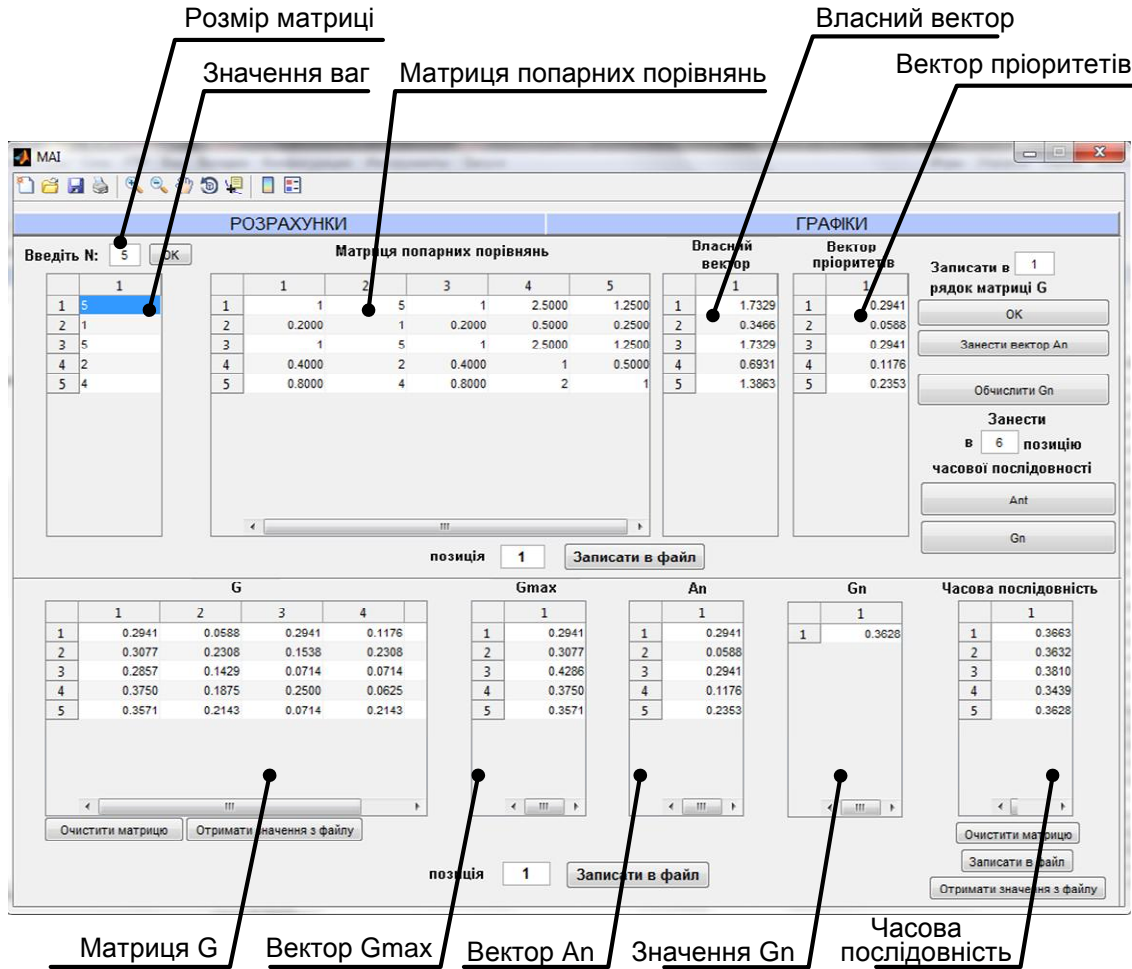 Розмір матриці
Власний вектор
Значення ваг
Матриця попарних порівнянь
Вектор пріоритетів
MAI
РОЗРАХУНКИ
ГРАФІКИ
Введіть N: 5 OK
Матриця попарних порівнянь
Власний
вектор
Вектор
пріоритетів
Записати в 1
рядок матриці G
OK
Занести вектор An
Обчислити Gn
Занести
в 6 позицію
часової послідовності
Ant
Gn
1
1 5
2 1
3 5
4 2
5 4
1 2 3 4 5
1 1 5 1 2.5000 1.2500
2 0.2000 1 0.2000 0.5000 0.2500
3 1 5 1 2.5000 1.2500
4 0.4000 2 0.4000 1 0.5000
5 0.8000 4 0.8000 2 1
1
1 1.7329
2 0.3466
3 1.7329
4 0.6931
5 1.3863
1
1 0.2941
2 0.0588
3 0.2941
4 0.1176
5 0.2353
позиція 1 Записати в файл
G
1 2 3 4
1 0.2941 0.0588 0.2941 0.1176
2 0.3077 0.2308 0.1538 0.2308
3 0.2857 0.1429 0.0714 0.0714
4 0.3750 0.1875 0.2500 0.0625
5 0.3571 0.2143 0.0714 0.2143
Очистити матрицю Отримати значення з файлу
Gmax
1
1 0.2941
2 0.3077
3 0.4286
4 0.3750
5 0.3571
An
1
1 0.2941
2 0.0588
3 0.2941
4 0.1176
5 0.2353
Gn
1
1 0.3628
Часова послідовність
1
1 0.3663
2 0.3632
3 0.3810
4 0.3439
5 0.3628
Очистити матрицю
Записати в файл
Отримати значення з файлу
позиція 1 Записати в файл
Матриця G
Вектор Gmax
Вектор An
Значення Gn
Часова
послідовність